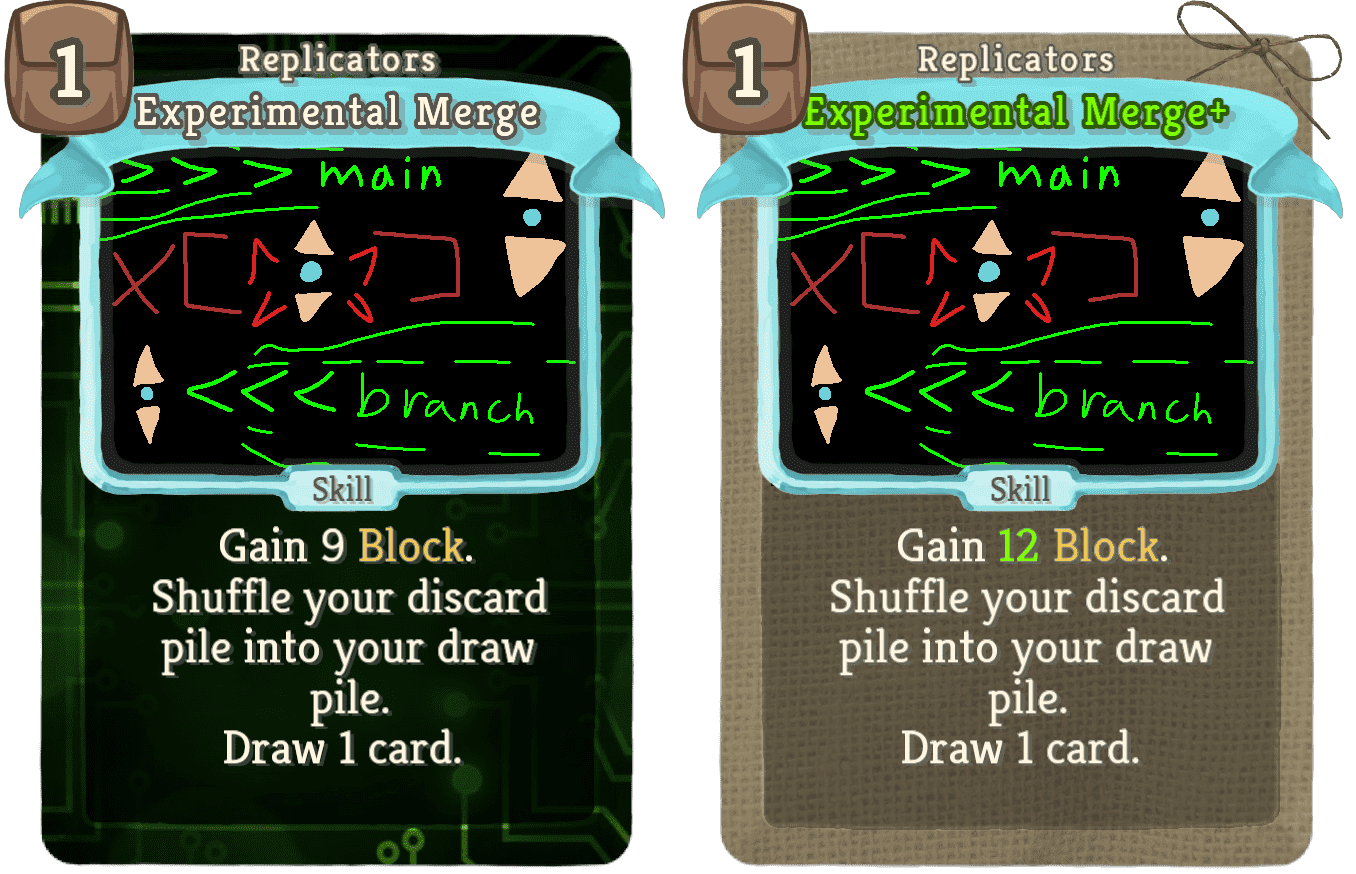 1
Replicators
Experimental Merge
>>> main
X
<<< branch
Skill
Gain 9 Block.
Shuffle your discard
pile into your draw
pile.
Draw 1 card.
1
Replicators
Experimental Merge+
>>> main
X
<<< branch
Skill
Gain 12 Block.
Shuffle your discard
pile into your draw
pile.
Draw 1 card.